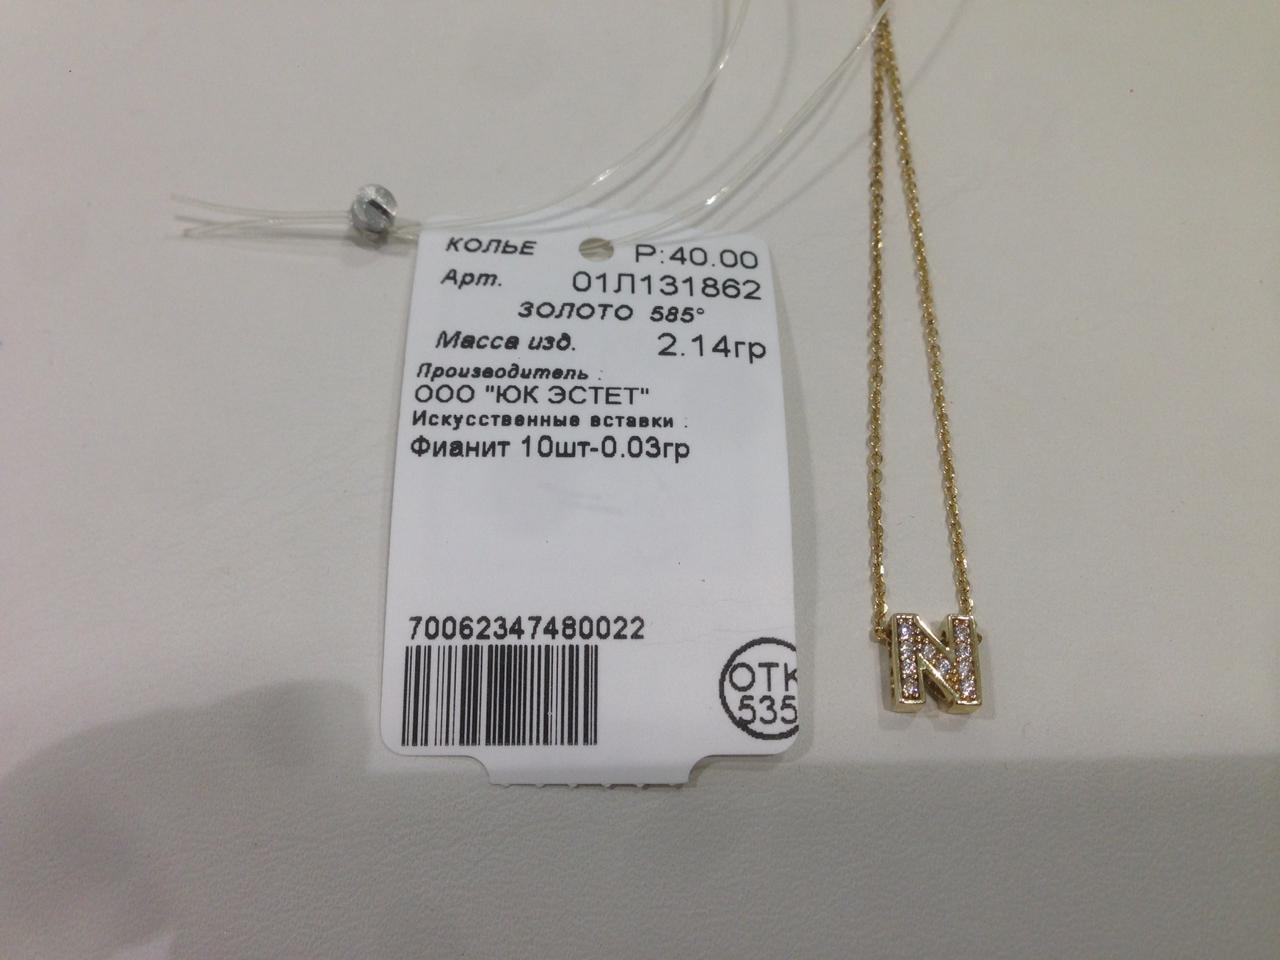 КОЛЬЕ Р:40.00
Арт. 01Л131862
ЗОЛОТО 585°
Масса изд. 2.14гр
Производитель :
ООО "ЮК ЭСТЕТ"
Искусственные вставки :
Фианит 10шт-0.03гр
70062347480022
ОТК
535
N